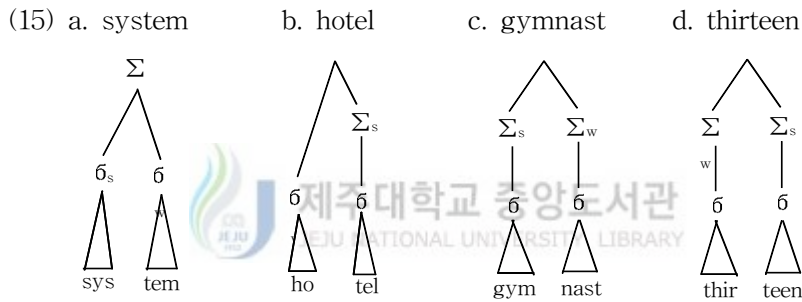 (15) a. system b. hotel c. gymnast d. thirteen
Σ
Σs Σs Σw Σ Σs
w
б s б б б б б б
w
제주대학교 중앙도서관
JEJU NATIONAL UNIVERSITY LIBRARY
sys tem ho tel gym nast thir teen